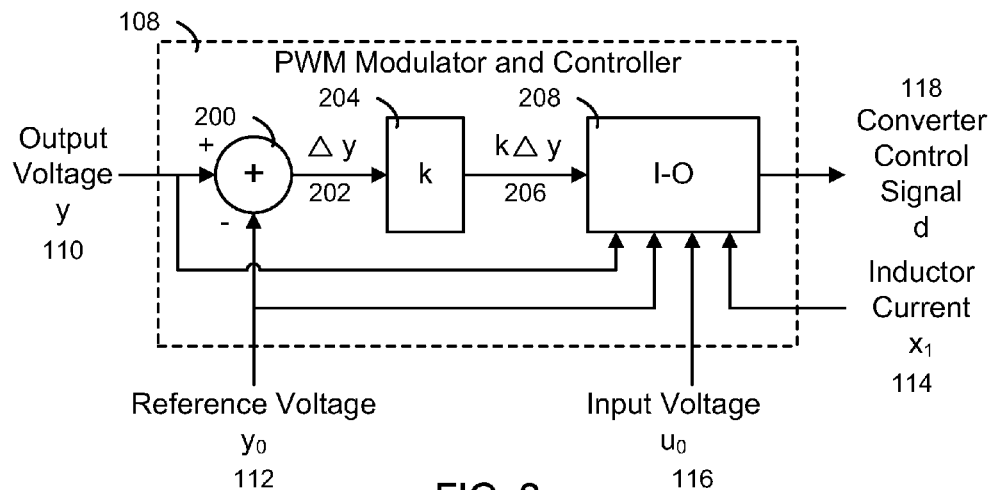 108
PWM Modulator and Controller
200
204
208
118
Output
Voltage
y
110
+
+
-
Δ y
202
k
k Δ y
206
I-O
Converter
Control
Signal
d
Inductor
Current
x1
114
Reference Voltage
y0
112
Input Voltage
u0
116